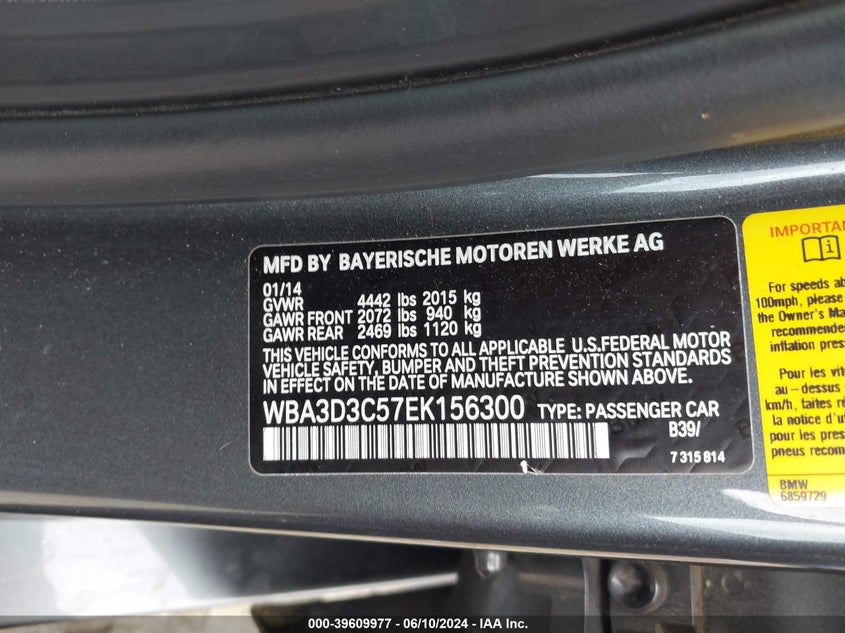 MFD BY BAYERISCHE MOTOREN WERKE AG
01/14
GVWR 4442 lbs 2015 kg
GAWR FRONT 2072 lbs 940 kg
GAWR REAR 2469 lbs 1120 kg
THIS VEHICLE CONFORMS TO ALL APPLICABLE U.S.FEDERAL MOTOR
VEHICLE SAFETY, BUMPER AND THEFT PREVENTION STANDARDS
IN EFFECT ON THE DATE OF MANUFACTURE SHOWN ABOVE.
WBA3D3C57EK156300 TYPE: PASSENGER CAR
B39/
7 315 814
IMPORTAN
For speeds ab
100mph, please
the Owner's Ma
recommende
inflation pres
Pour les vit
au-dessus
km/h, faites ré
la notice d'u
pour les pres
pneus recom
BMW
6859729
000-39609977 - 06/10/2024 - IAA Inc.